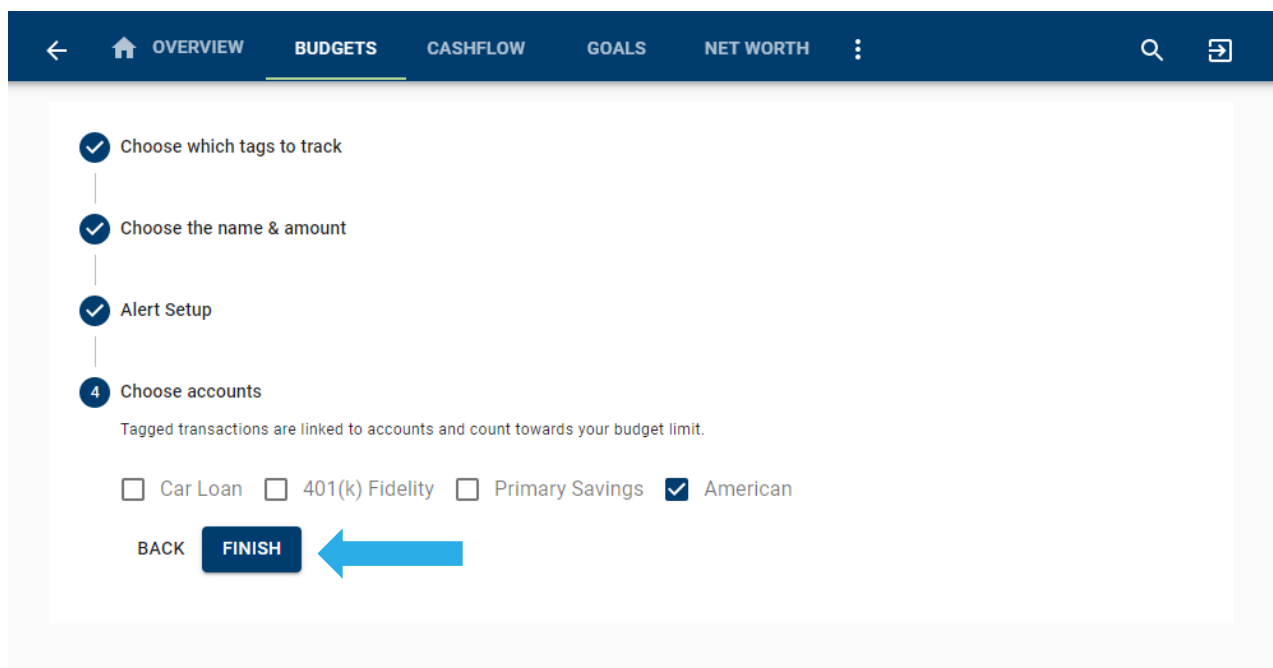 OVERVIEW BUDGETS CASHFLOW GOALS NET WORTH
Choose which tags to track
Choose the name & amount
Alert Setup
4 Choose accounts
Tagged transactions are linked to accounts and count towards your budget limit.
Car Loan 401(k) Fidelity Primary Savings American
BACK FINISH